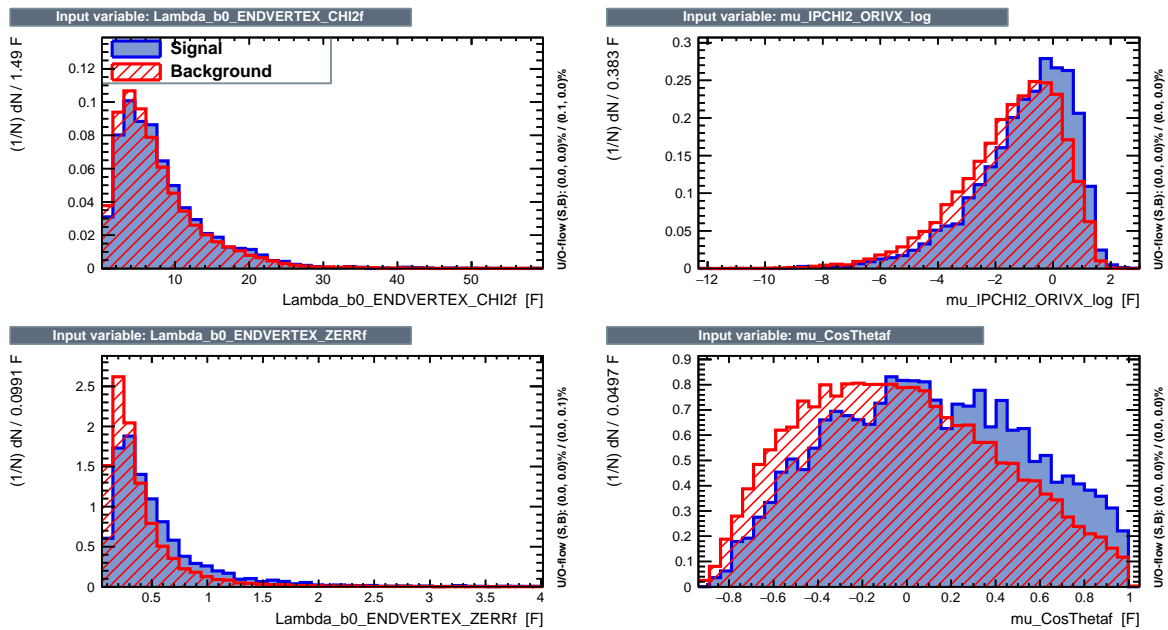 Input variable: Lambda_b0_ENDVERTEX_CHI2f
(1/N) dN / 1.49 F
0.12
0.1
0.08
0.06
0.04
0.02
0
Signal
Background
10 20 30 40 50
Lambda_b0_ENDVERTEX_CHI2f [F]
U/O-flow (S,B): (0.0, 0.0)% / (0.1, 0.0)%
Input variable: mu_IPCHI2_ORIVX_log
(1/N) dN / 0.383 F
0.3
0.25
0.2
0.15
0.1
0.05
0
−12 −10 −8 −6 −4 −2 0 2
mu_IPCHI2_ORIVX_log [F]
U/O-flow (S,B): (0.0, 0.0)% / (0.0, 0.0)%
Input variable: Lambda_b0_ENDVERTEX_ZERRf
(1/N) dN / 0.0991 F
2.5
2
1.5
1
0.5
0
0.5 1 1.5 2 2.5 3 3.5 4
Lambda_b0_ENDVERTEX_ZERRf [F]
U/O-flow (S,B): (0.0, 0.0)% / (0.0, 0.1)%
Input variable: mu_CosThetaf
(1/N) dN / 0.0497 F
0.9
0.8
0.7
0.6
0.5
0.4
0.3
0.2
0.1
0
−0.8 −0.6 −0.4 −0.2 0 0.2 0.4 0.6 0.8 1
mu_CosThetaf [F]
U/O-flow (S,B): (0.0, 0.0)% / (0.0, 0.0)%